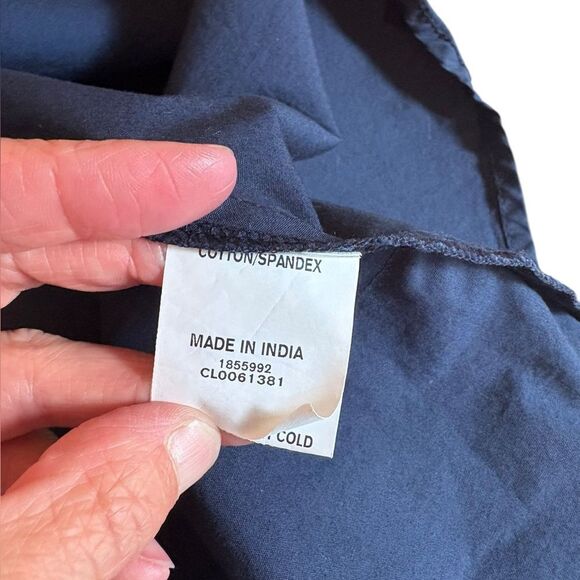 COTTON/SPANDEX
MADE IN INDIA
1855992
CL0061381
COLD